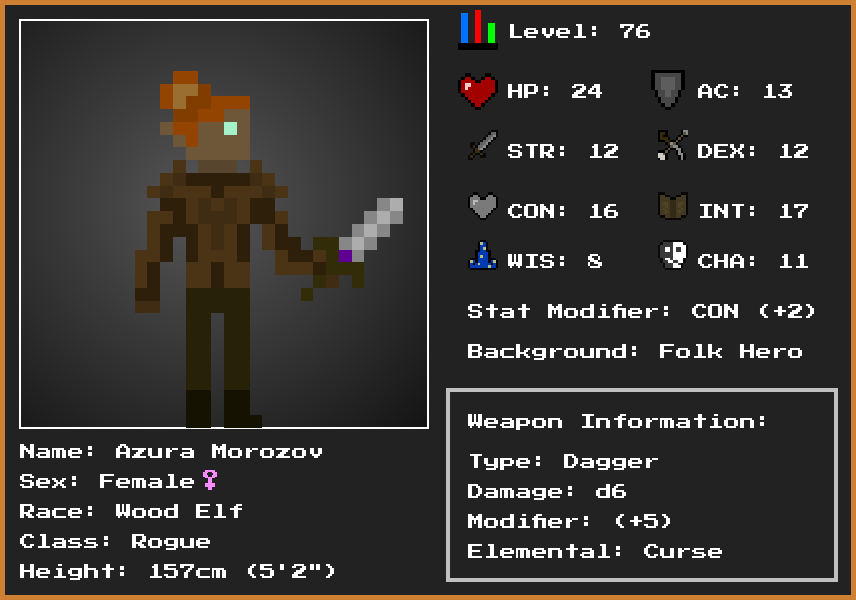 Level: 76
HP: 24 AC: 13
STR: 12 DEX: 12
CON: 16 INT: 17
WIS: 8 CHA: 11
Stat Modifier: CON (+2)
Background: Folk Hero
Weapon Information:
Type: Dagger
Damage: d6
Modifier: (+5)
Elemental: Curse
Name: Azura Morozov
Sex: Female♀
Race: Wood Elf
Class: Rogue
Height: 157cm (5'2")